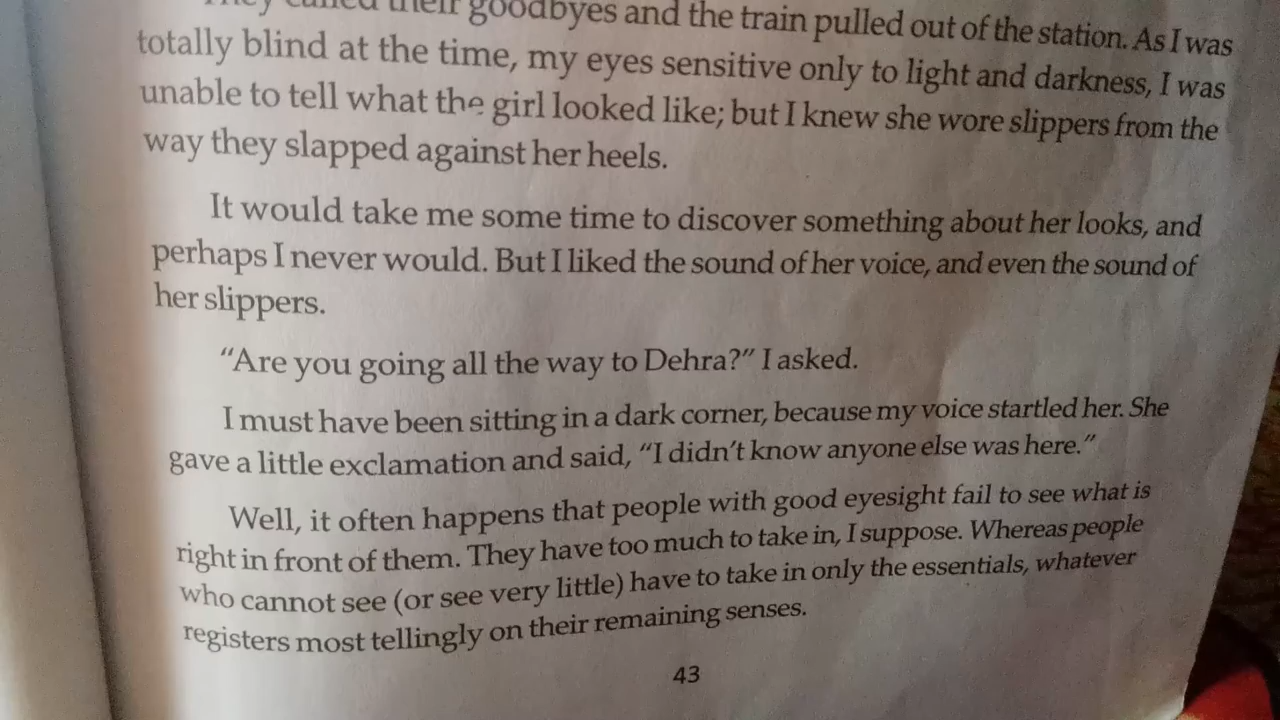 They called their goodbyes and the train pulled out of the station. As I was
totally blind at the time, my eyes sensitive only to light and darkness, I was
unable to tell what the girl looked like; but I knew she wore slippers from the
way they slapped against her heels.
It would take me some time to discover something about her looks, and
perhaps I never would. But I liked the sound of her voice, and even the sound of
her slippers.
“Are you going all the way to Dehra?” I asked.
I must have been sitting in a dark corner, because my voice startled her. She
gave a little exclamation and said, “I didn’t know anyone else was here.”
Well, it often happens that people with good eyesight fail to see what is
right in front of them. They have too much to take in, I suppose. Whereas people
who cannot see (or see very little) have to take in only the essentials, whatever
registers most tellingly on their remaining senses.
43